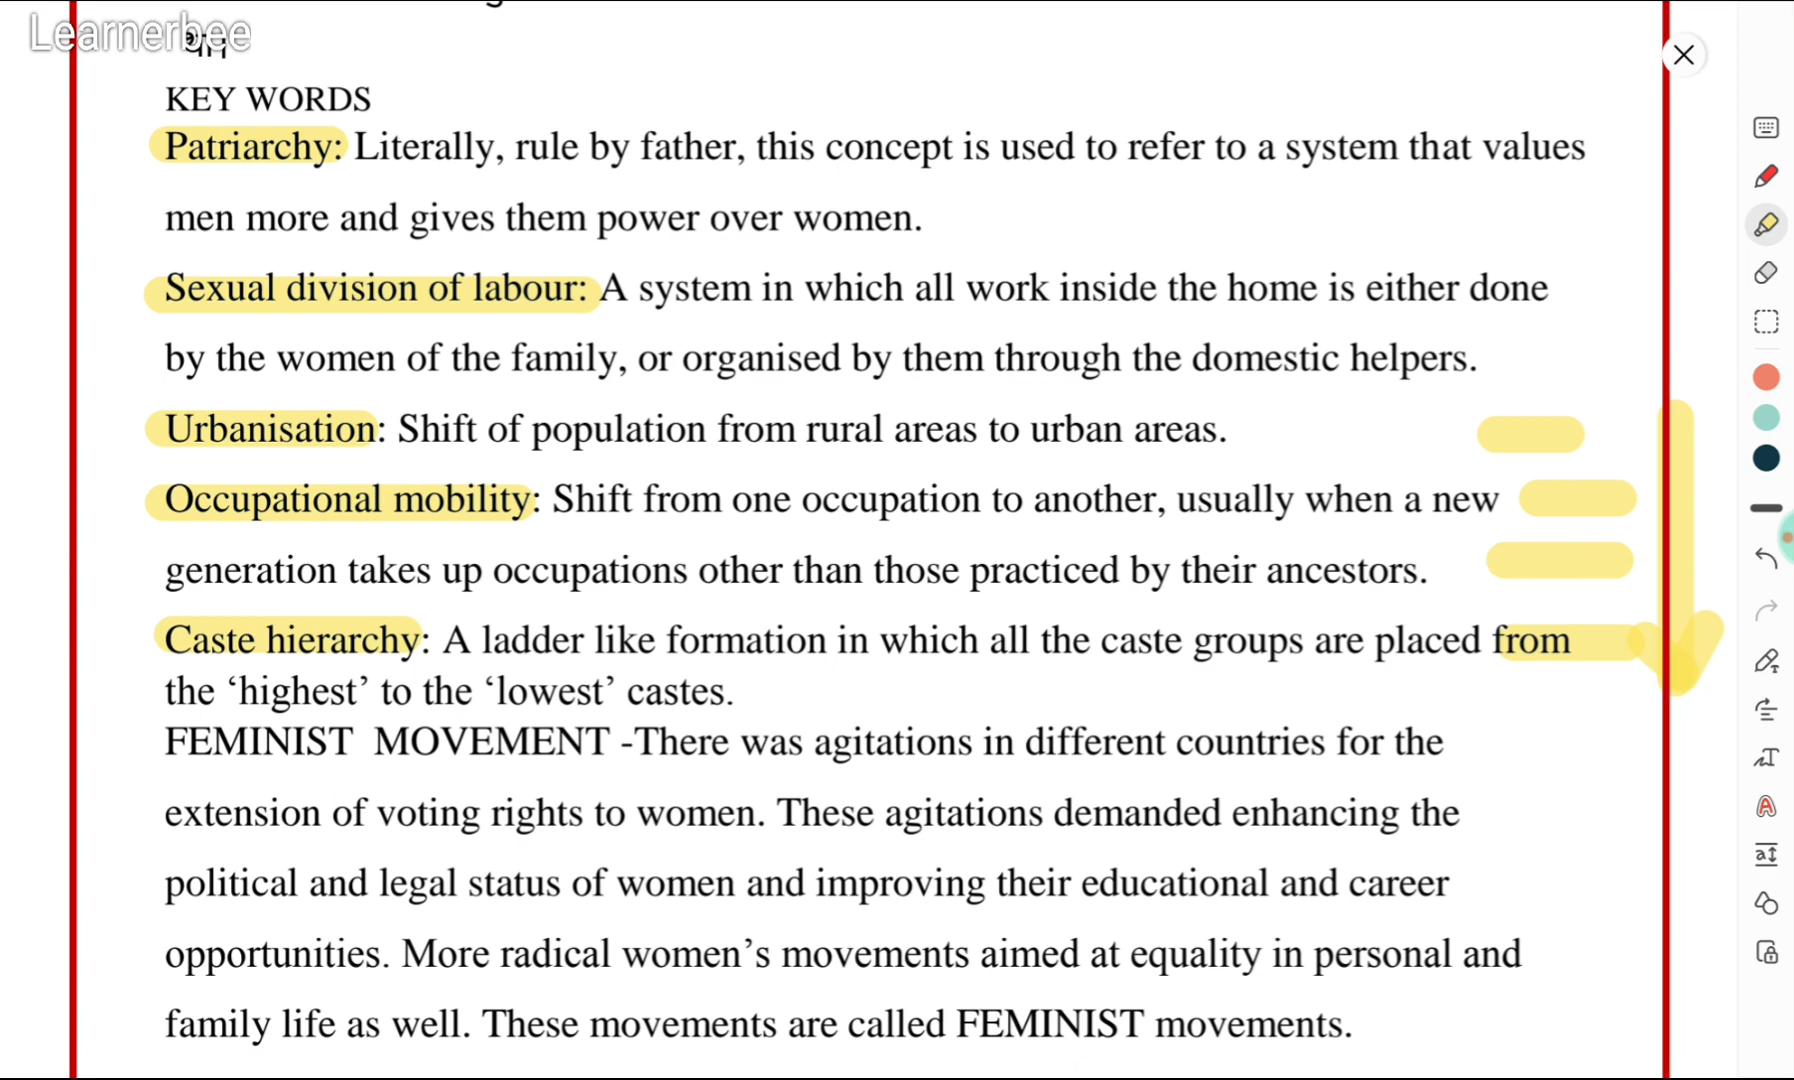 Learnerbee
KEY WORDS
Patriarchy: Literally, rule by father, this concept is used to refer to a system that values
men more and gives them power over women.
Sexual division of labour: A system in which all work inside the home is either done
by the women of the family, or organised by them through the domestic helpers.
Urbanisation: Shift of population from rural areas to urban areas.
Occupational mobility: Shift from one occupation to another, usually when a new
generation takes up occupations other than those practiced by their ancestors.
Caste hierarchy: A ladder like formation in which all the caste groups are placed from
the ‘highest’ to the ‘lowest’ castes.
FEMINIST MOVEMENT -There was agitations in different countries for the
extension of voting rights to women. These agitations demanded enhancing the
political and legal status of women and improving their educational and career
opportunities. More radical women’s movements aimed at equality in personal and
family life as well. These movements are called FEMINIST movements.